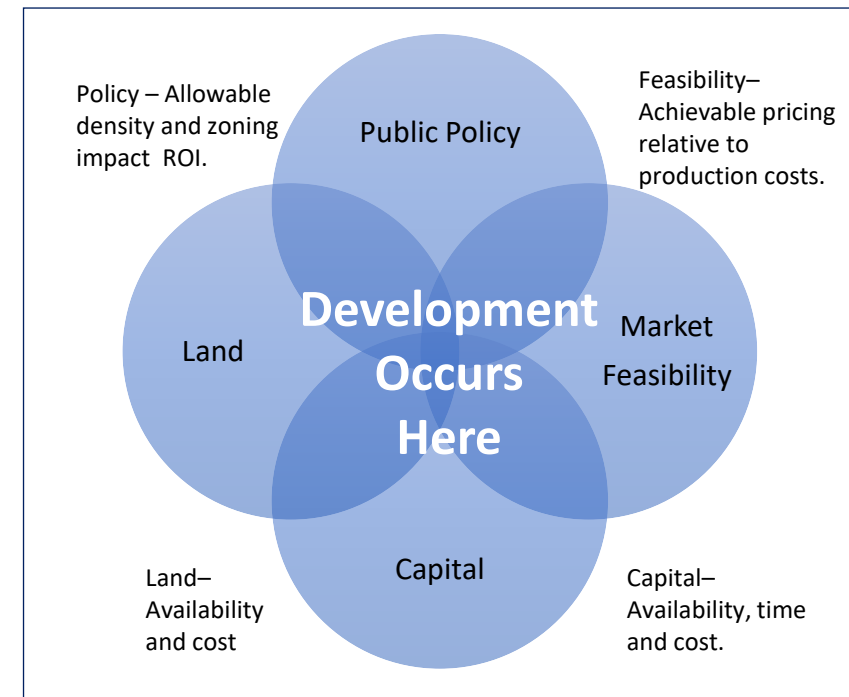 Policy – Allowable
density and zoning
impact  ROI.
Public Policy
Feasibility–
Achievable pricing
relative to
production costs.
Land
Development
Occurs
Here
Market
Feasibility
Land–
Availability
and cost
Capital
Capital–
Availability, time
and cost.